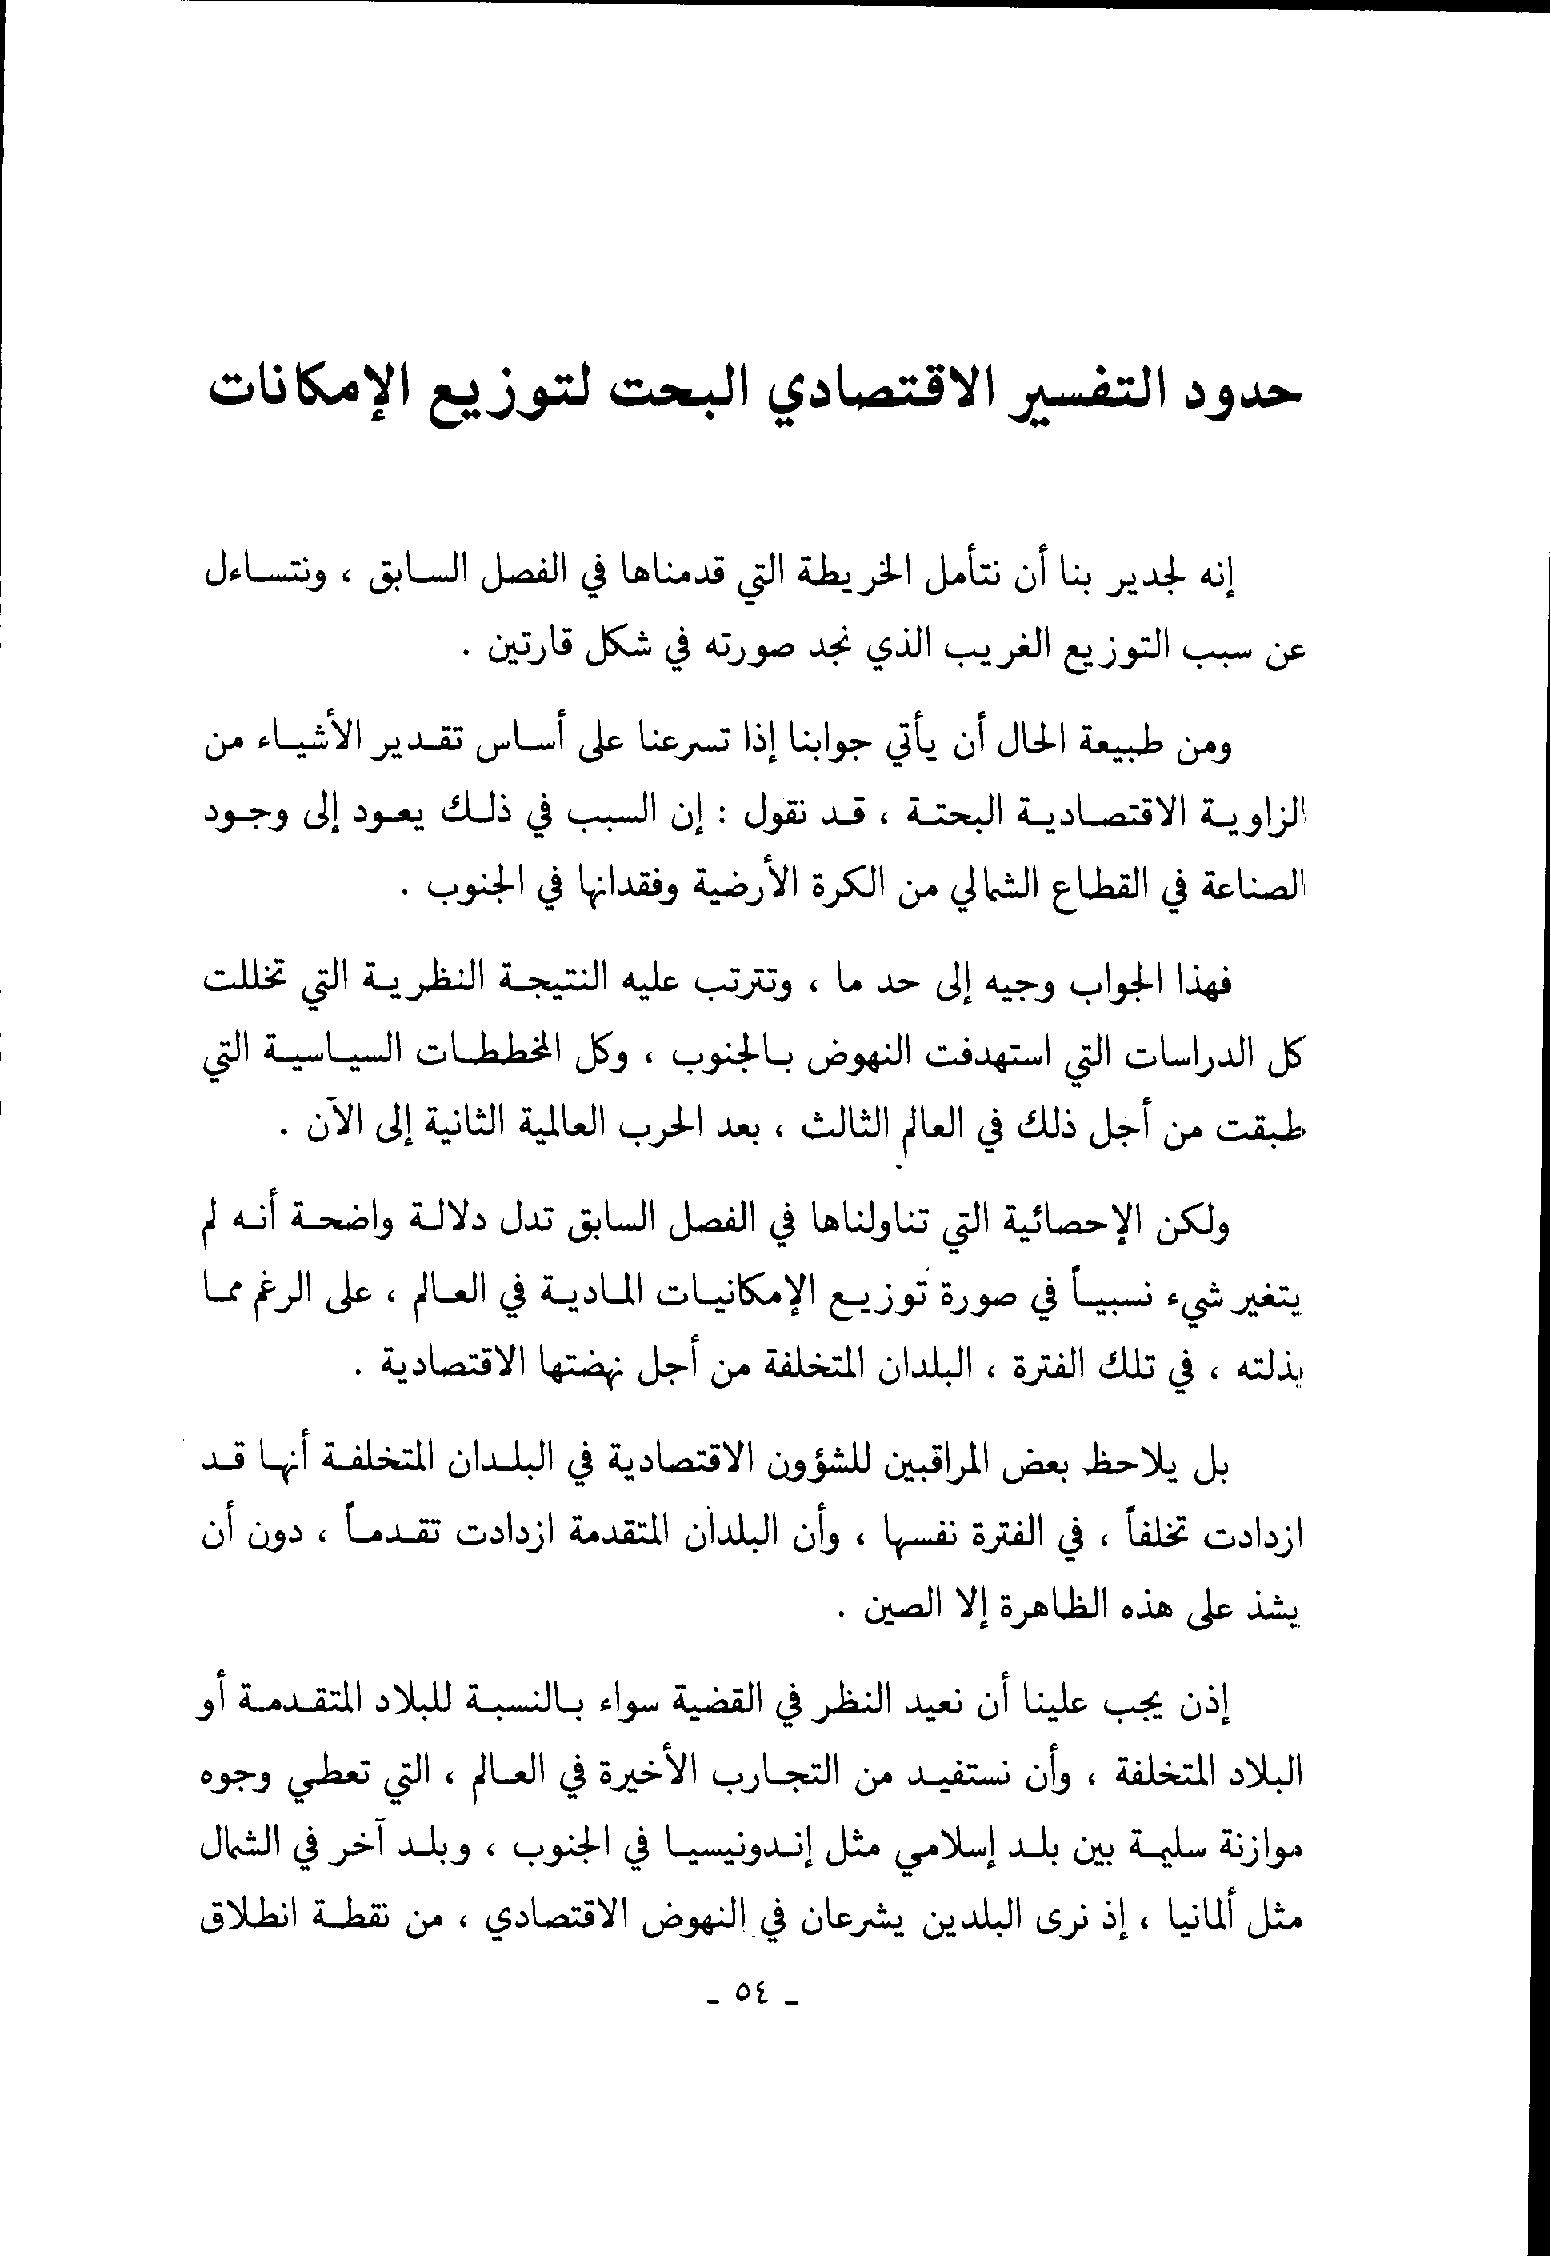 حدود التفسير الاقتصادي البحت لتوزيع الإمكانات
إنه لجدير بنا أن نتأمل الخريطة التي قدمناها في الفصل السابق ، ونتساءل
عن سبب التوزيع الغريب الذي نجد صورته في شكل قارتين .
ومن طبيعة الحال أن يأتي جوابنا إذا تسرعنا على أساس تقدير الأشياء من
الزاوية الاقتصادية البحتة ، قد نقول : إن السبب في ذلك يعود إلى وجود
الصناعة في القطاع الشمالي من الكرة الأرضية وفقدانها في الجنوب .
فهذا الجواب وجيه إلى حد ما ، وتترتب عليه النتيجة النظرية التي تخللت
كل الدراسات التي استهدفت النهوض بالجنوب ، وكل المخططات السياسية التي
طبقت من أجل ذلك في العالم الثالث ، بعد الحرب العالمية الثانية إلى الآن .
ولكن الإحصائية التي تناولناها في الفصل السابق تدل دلالة واضحة أنه لم
يتغير شيء نسبياً في صورة توزيع الإمكانيات المادية في العالم ، على الرغم مما
بذلته ، في تلك الفترة ، البلدان المتخلفة من أجل نهضتها الاقتصادية .
بل يلاحظ بعض المراقبين للشؤون الاقتصادية في البلدان المتخلفة أنها قد
ازدادت تخلفاً ، في الفترة نفسها ، وأن البلدان المتقدمة ازدادت تقدماً ، دون أن
يشذ على هذه الظاهرة إلا الصين .
إذن يجب علينا أن نعيد النظر في القضية سواء بالنسبة للبلاد المتقدمة أو
البلاد المتخلفة ، وأن نستفيد من التجارب الأخيرة في العالم ، التي تعطي وجوه
موازنة سليمة بين بلد إسلامي مثل إندونيسيا في الجنوب ، وبلد آخر في الشمال
مثل ألمانيا ، إذ نرى البلدين يشرعان في النهوض الاقتصادي ، من نقطة انطلاق
ـ ٥٤ ـ